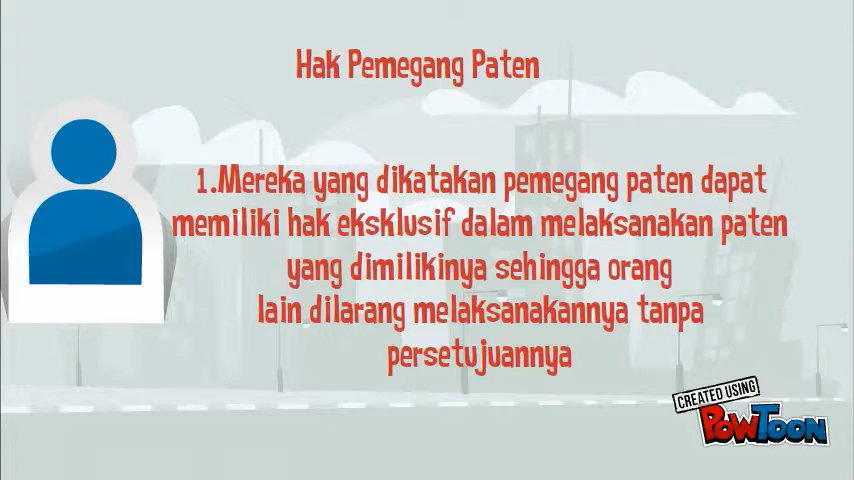 Hak Pemegang Paten
1.Mereka yang dikatakan pemegang paten dapat
memiliki hak eksklusif dalam melaksanakan paten
yang dimilikinya sehingga orang
lain dilarang melaksanakannya tanpa
persetujuannya
CREATED USING
POWTOON